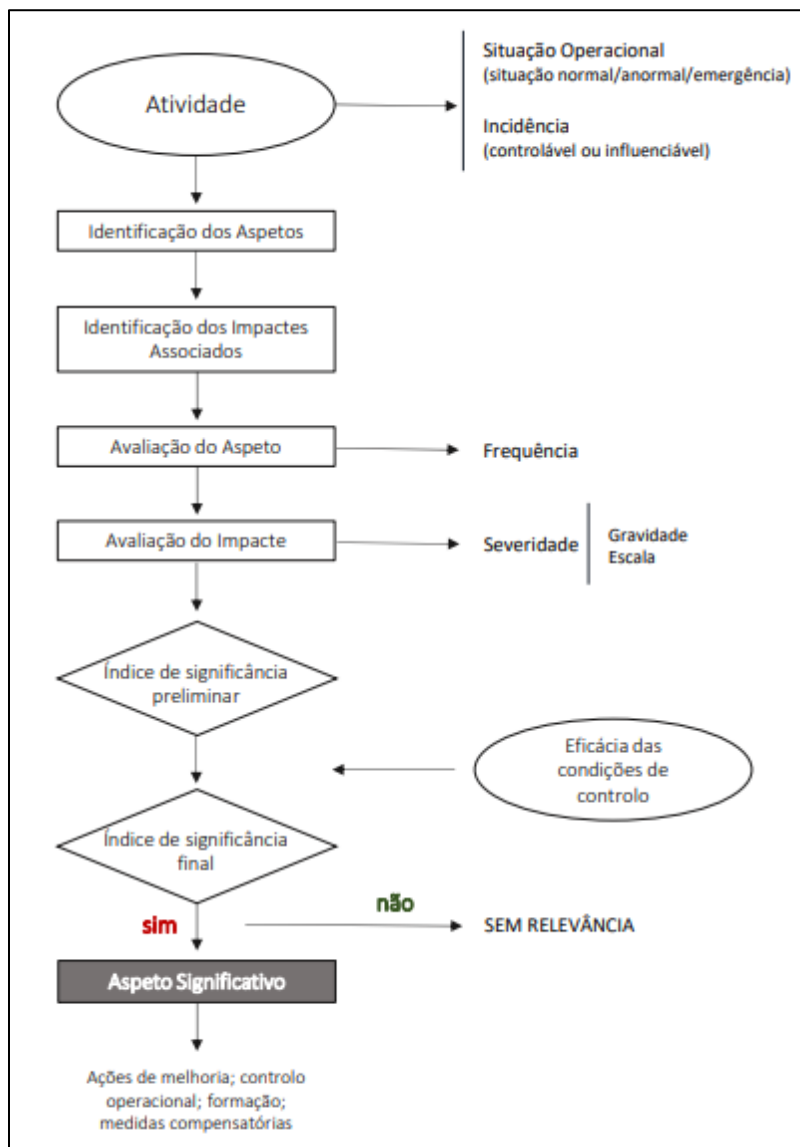 Atividade
Situação Operacional
(situação normal/anormal/emergência)
Incidência
(controlável ou influenciável)
Identificação dos Aspetos
Identificação dos Impactes
Associados
Avaliação do Aspeto
Frequência
Avaliação do Impacte
Severidade
Gravidade
Escala
Índice de significância
preliminar
Eficácia das
condições de
controlo
Índice de significância
final
sim
não
SEM RELEVÂNCIA
Aspeto Significativo
Ações de melhoria; controlo
operacional; formação;
medidas compensatórias